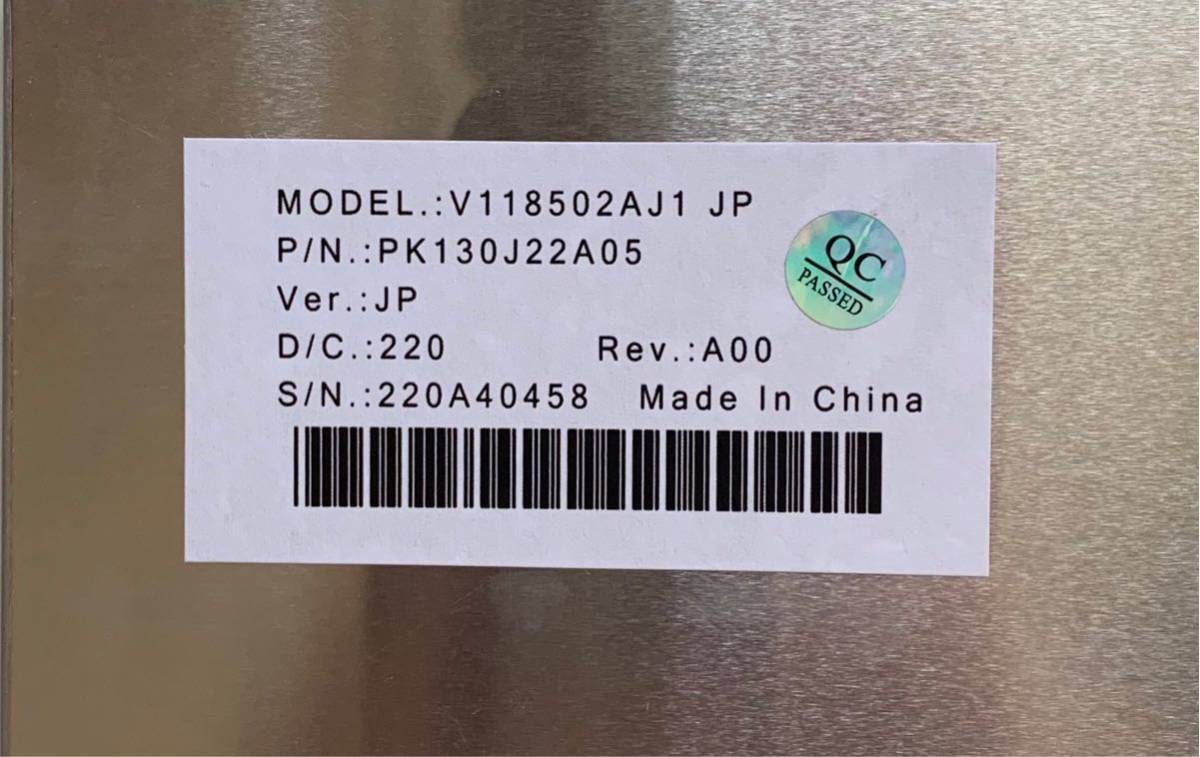 MODEL.:V118502AJ1 JP
P/N.:PK130J22A05
Ver.:JP
D/C.:220 Rev.:A00
S/N.:220A40458 Made In China
QC
PASSED